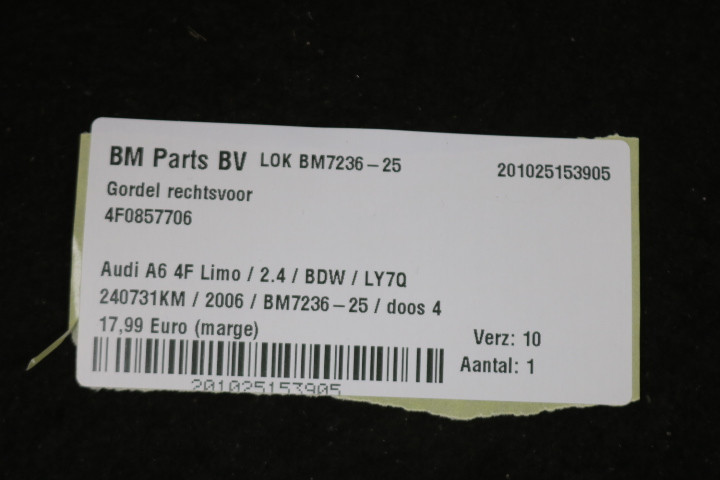 BM Parts BV LOK BM7236-25 201025153905
Gordel rechtsvoor
4F0857706
Audi A6 4F Limo / 2.4 / BDW / LY7Q
240731KM / 2006 / BM7236-25 / doos 4
17,99 Euro (marge)
Verz: 10
Aantal: 1
201025153905